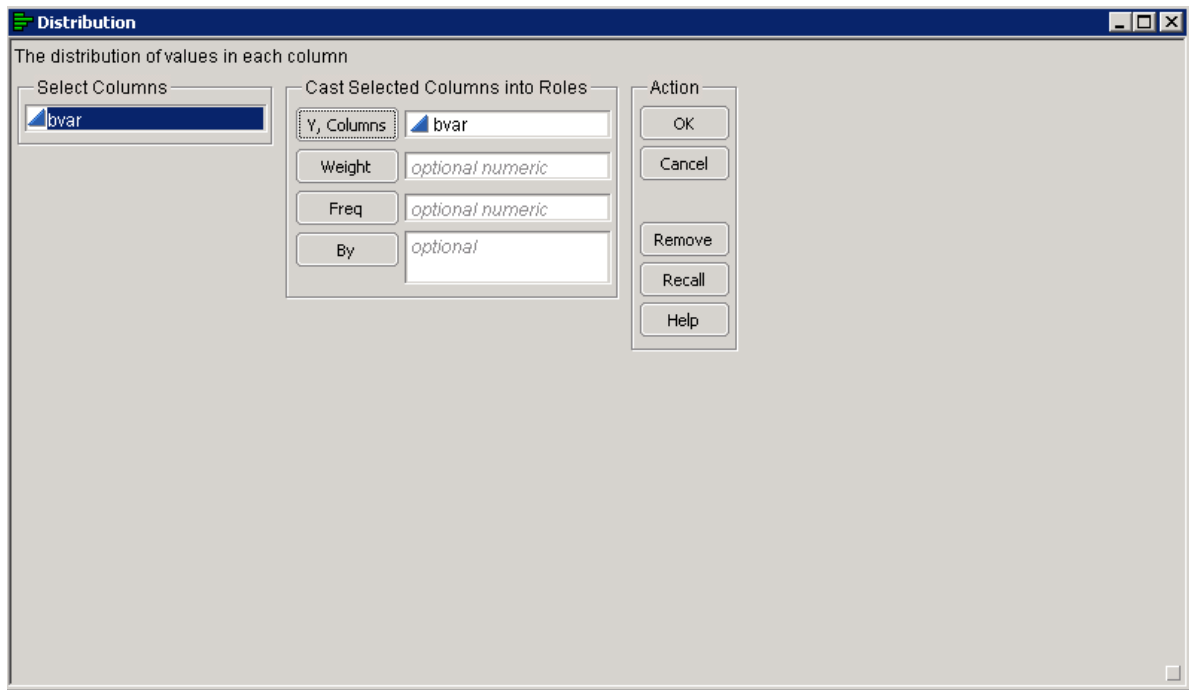 Distribution
The distribution of values in each column
Select Columns
bvar
Cast Selected Columns into Roles
Y, Columns
bvar
Weight
optional numeric
Freq
optional numeric
By
optional
Action
OK
Cancel
Remove
Recall
Help